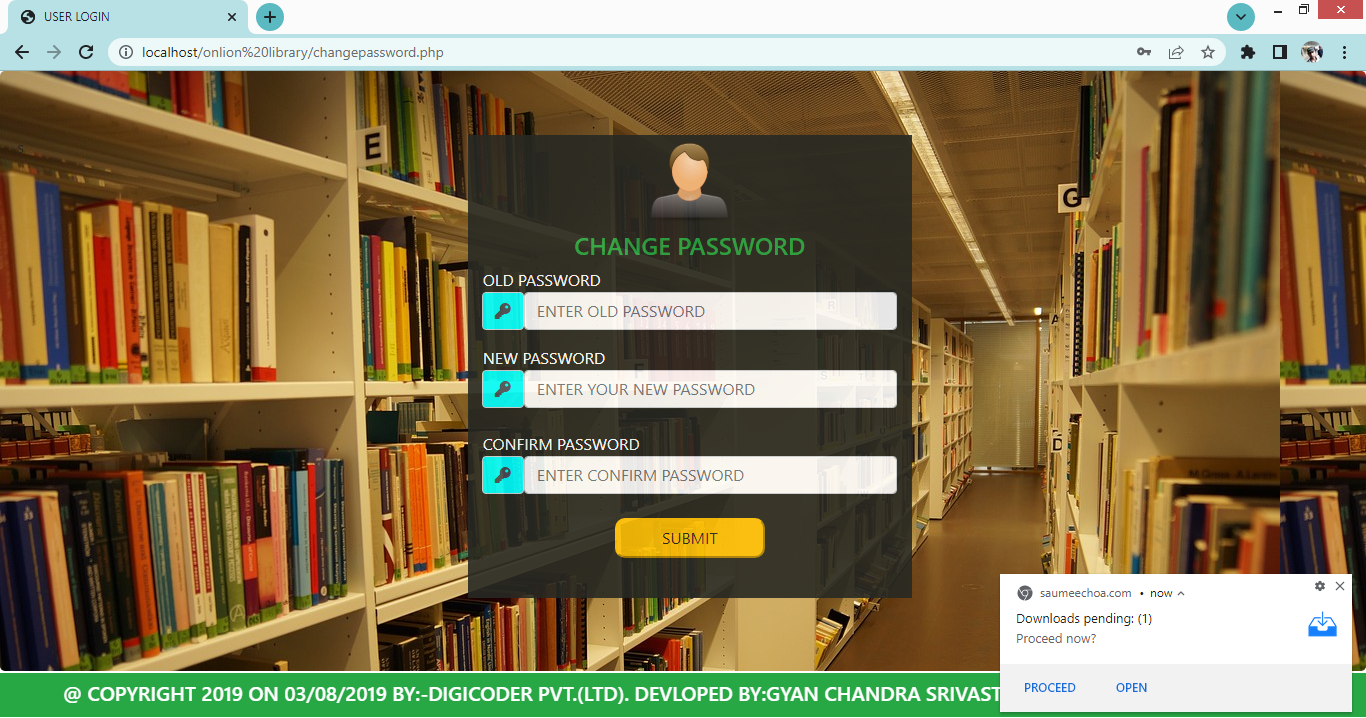 USER LOGIN
localhost/onlion%20library/changepassword.php
E
G
CHANGE PASSWORD
OLD PASSWORD
ENTER OLD PASSWORD
NEW PASSWORD
ENTER YOUR NEW PASSWORD
CONFIRM PASSWORD
ENTER CONFIRM PASSWORD
D
SUBMIT
saumeechoa.com • now
Downloads pending: (1)
Proceed now?
PROCEED OPEN
@ COPYRIGHT 2019 ON 03/08/2019 BY:-DIGICODER PVT.(LTD). DEVLOPED BY:GYAN CHANDRA SRIVAST